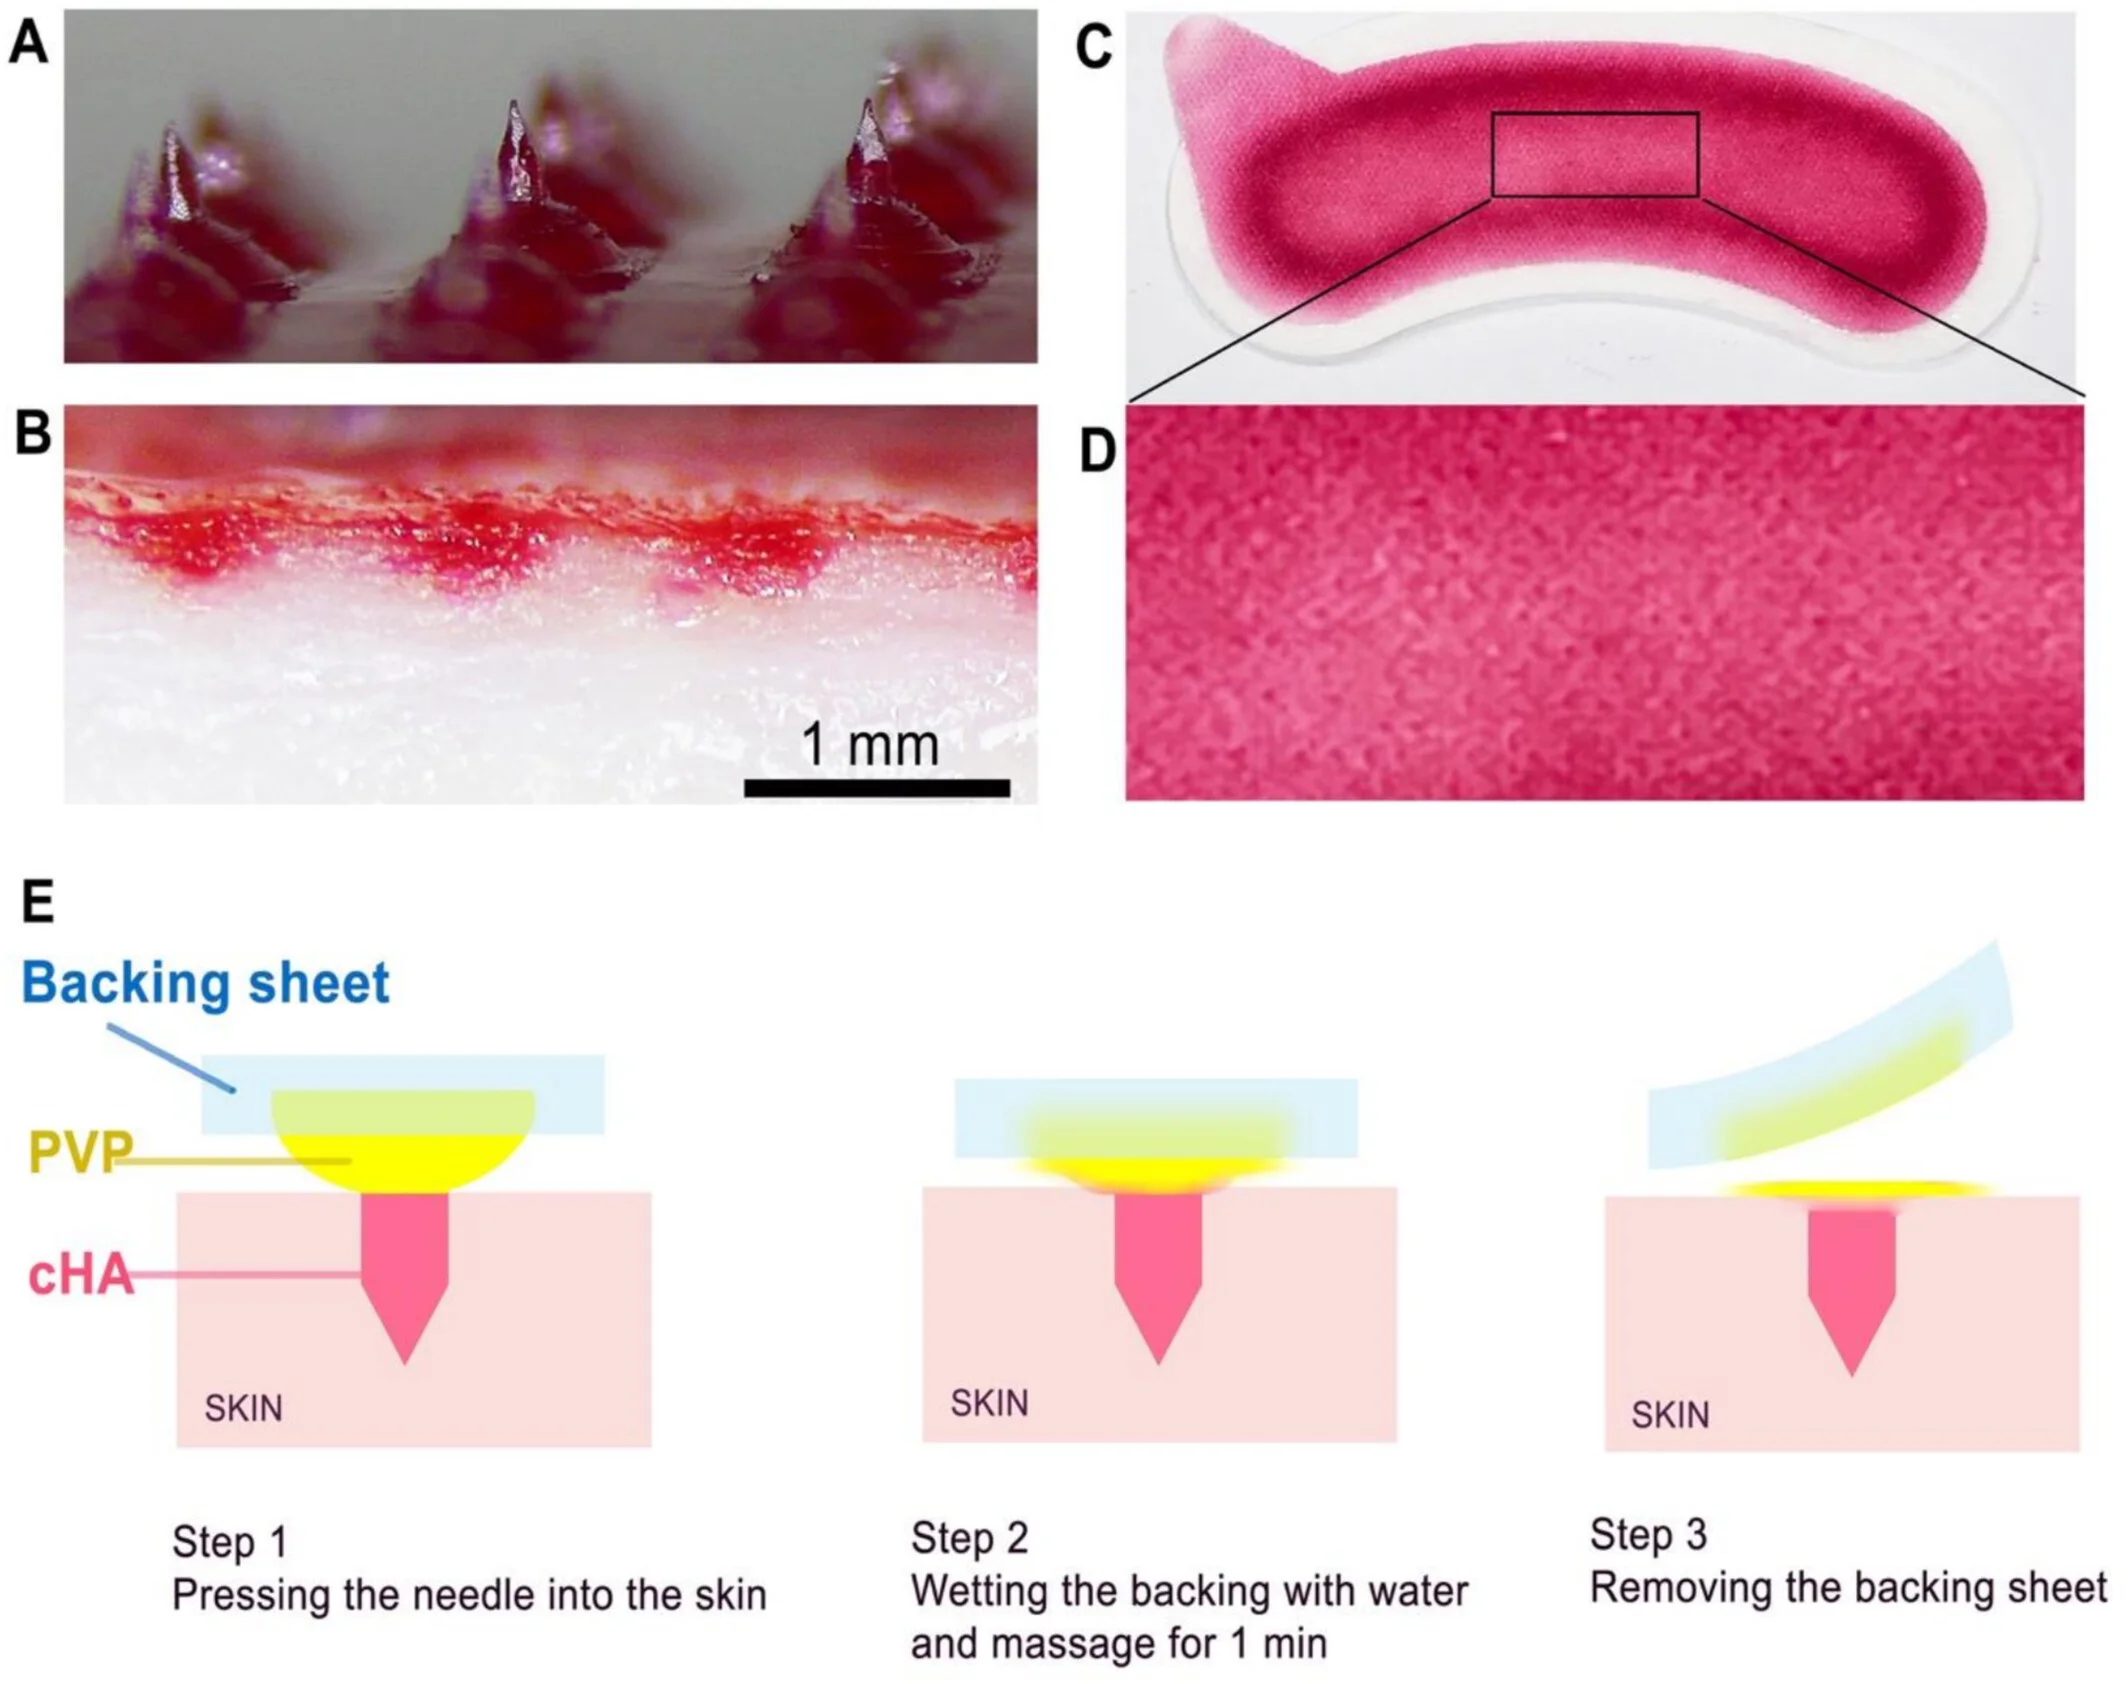 A
C
B
D
1 mm
E
Backing sheet
PVP
cHA
SKIN
SKIN
SKIN
Step 1
Pressing the needle into the skin
Step 2
Wetting the backing with water
and massage for 1 min
Step 3
Removing the backing sheet